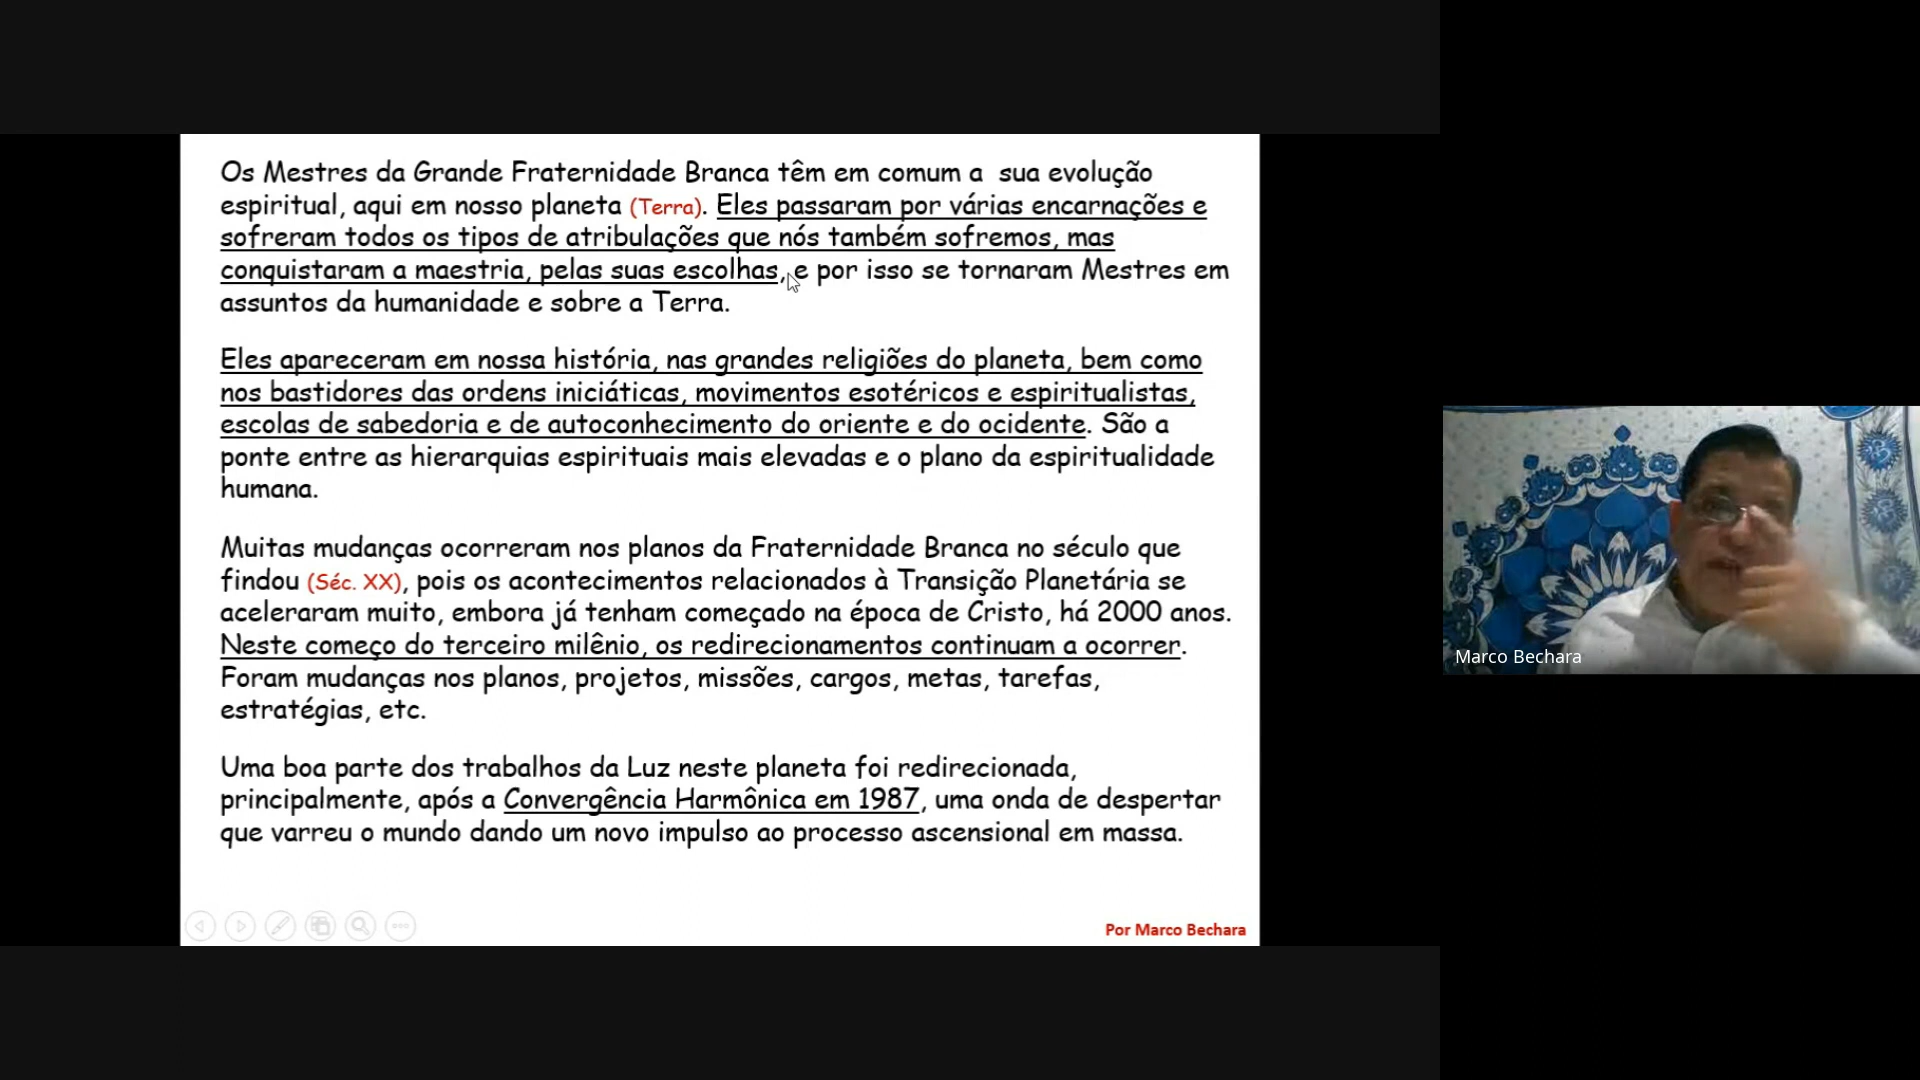 Os Mestres da Grande Fraternidade Branca têm em comum a  sua evolução
espiritual, aqui em nosso planeta (Terra). Eles passaram por várias encarnações e
sofreram todos os tipos de atribulações que nós também sofremos, mas
conquistaram a maestria, pelas suas escolhas, e por isso se tornaram Mestres em
assuntos da humanidade e sobre a Terra.
Eles apareceram em nossa história, nas grandes religiões do planeta, bem como
nos bastidores das ordens iniciáticas, movimentos esotéricos e espiritualistas,
escolas de sabedoria e de autoconhecimento do oriente e do ocidente. São a
ponte entre as hierarquias espirituais mais elevadas e o plano da espiritualidade
humana.
Muitas mudanças ocorreram nos planos da Fraternidade Branca no século que
findou (Séc. XX), pois os acontecimentos relacionados à Transição Planetária se
aceleraram muito, embora já tenham começado na época de Cristo, há 2000 anos.
Neste começo do terceiro milênio, os redirecionamentos continuam a ocorrer.
Foram mudanças nos planos, projetos, missões, cargos, metas, tarefas,
estratégias, etc.
Uma boa parte dos trabalhos da Luz neste planeta foi redirecionada,
principalmente, após a Convergência Harmônica em 1987, uma onda de despertar
que varreu o mundo dando um novo impulso ao processo ascensional em massa.
Por Marco Bechara
Marco Bechara